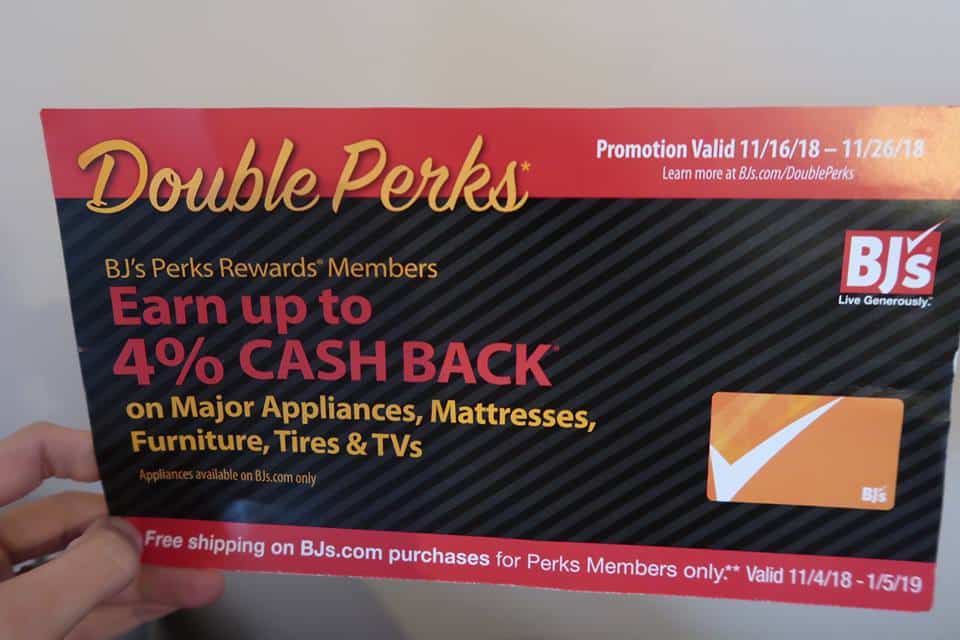 Double Perks*
Promotion Valid 11/16/18 – 11/26/18
Learn more at BJs.com/DoublePerks
BJ's Perks Rewards® Members
Earn up to
4% CASH BACK*
on Major Appliances, Mattresses,
Furniture, Tires & TVs
Appliances available on BJs.com only
BJ's
Live Generously.™
BJ's
Free shipping on BJs.com purchases for Perks Members only.** Valid 11/4/18 - 1/5/19